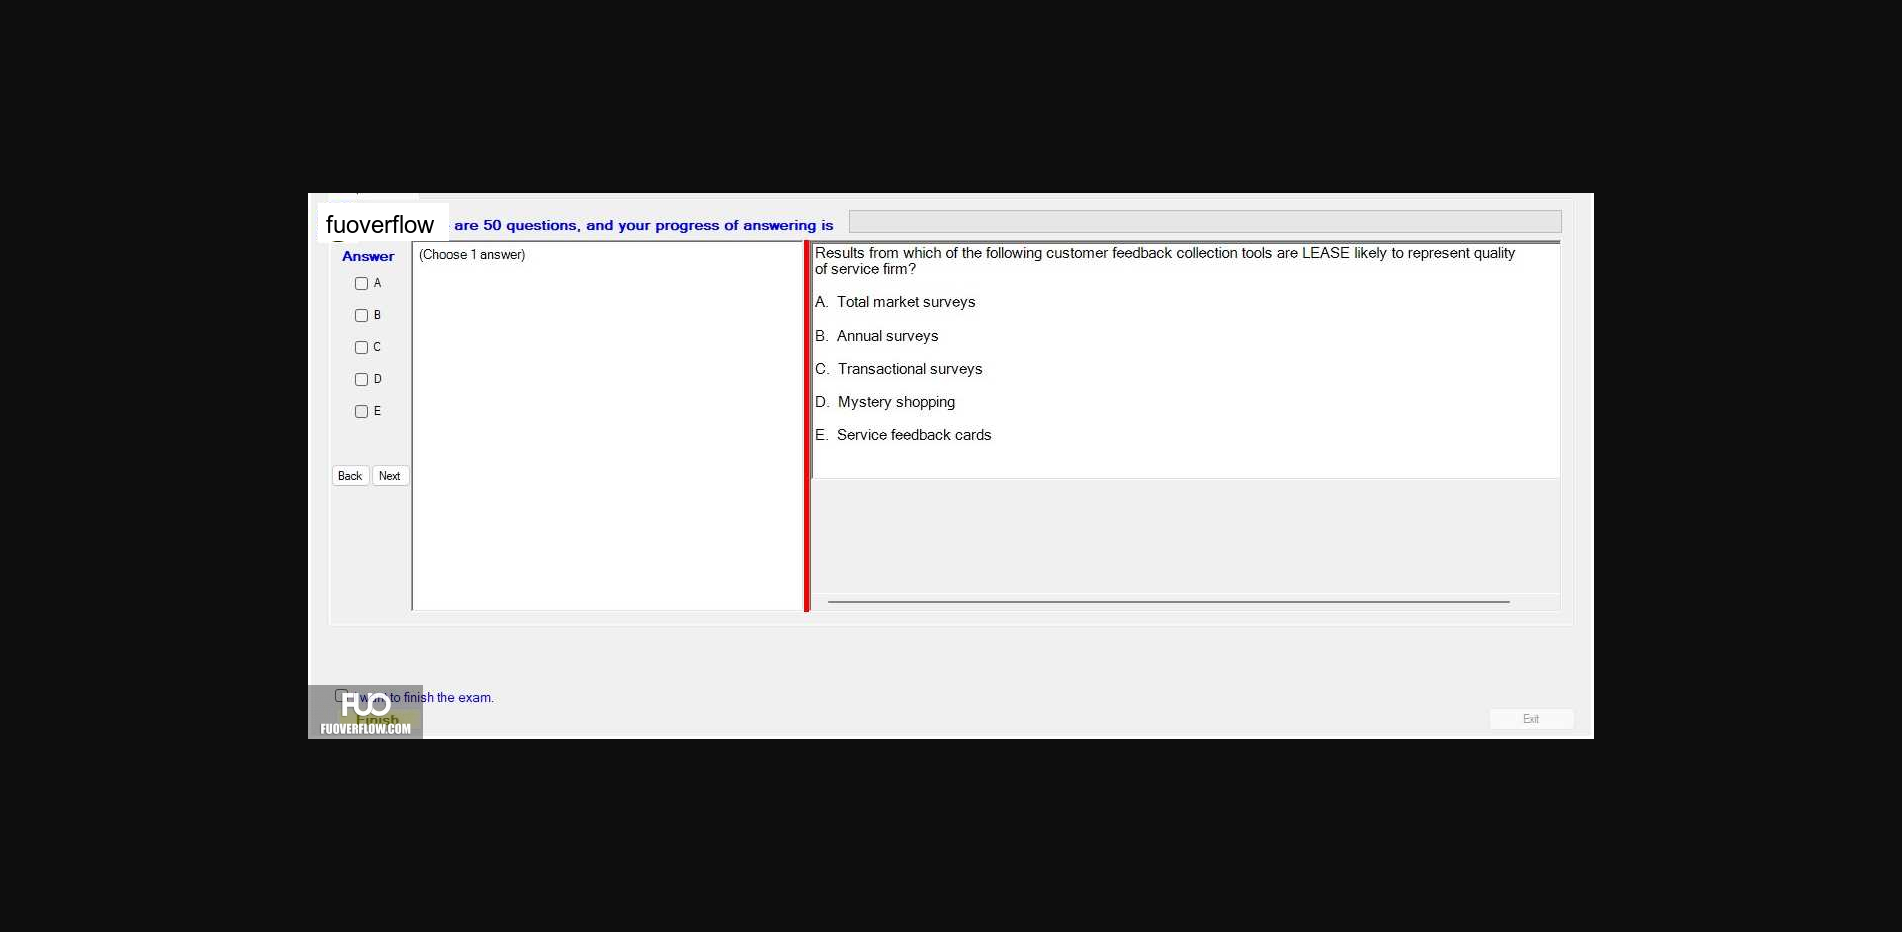 fuoverflow are 50 questions, and your progress of answering is
Answer
(Choose 1 answer)
A
B
C
D
E
Back Next
Results from which of the following customer feedback collection tools are LEASE likely to represent quality
of service firm?
A. Total market surveys
B. Annual surveys
C. Transactional surveys
D. Mystery shopping
E. Service feedback cards
I want to finish the exam.
Finish
FUO
FUOVERFLOW.COM
Exit